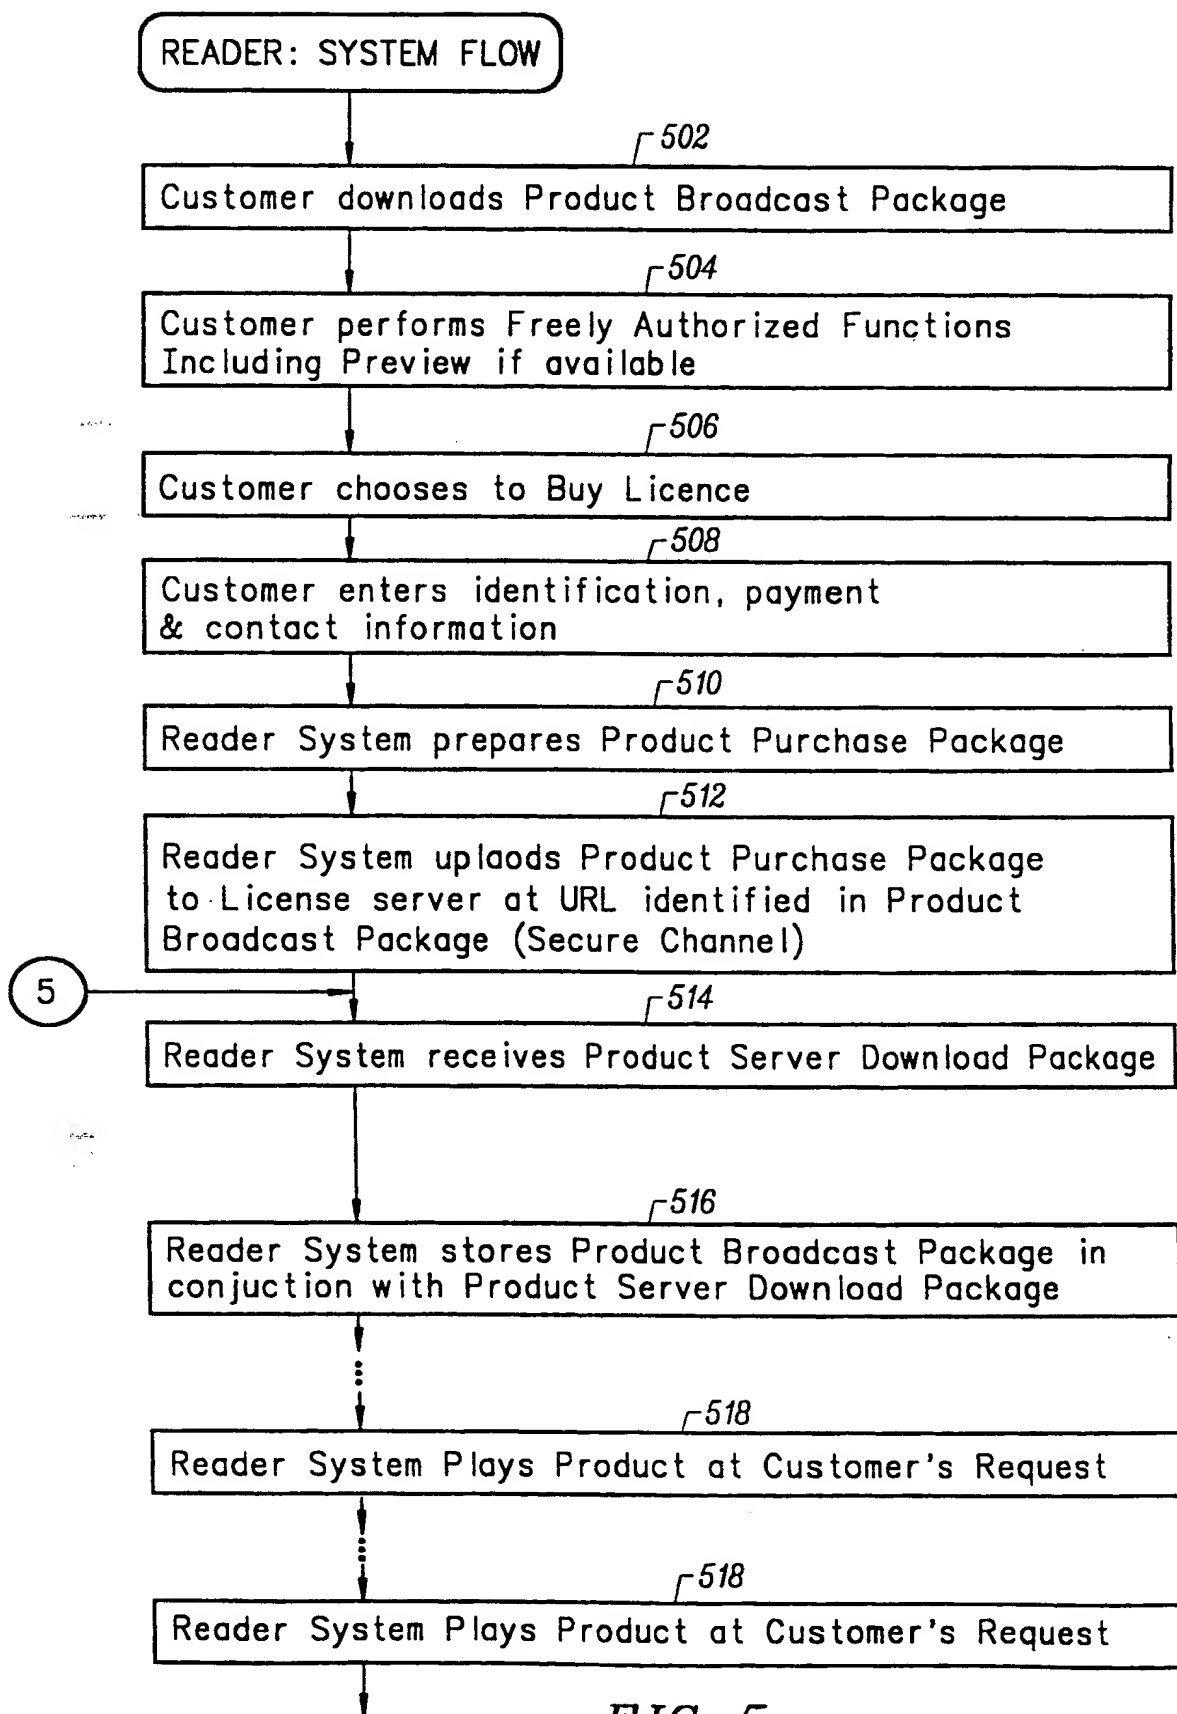 READER: SYSTEM FLOW
502
Customer downloads Product Broadcast Package
504
Customer performs Freely Authorized Functions
Including Preview if available
506
Customer chooses to Buy Licence
508
Customer enters identification, payment
& contact information
510
Reader System prepares Product Purchase Package
512
Reader System uplaods Product Purchase Package
to License server at URL identified in Product
Broadcast Package (Secure Channel)
5
514
Reader System receives Product Server Download Package
516
Reader System stores Product Broadcast Package in
conjuction with Product Server Download Package
518
Reader System Plays Product at Customer's Request
518
Reader System Plays Product at Customer's Request
FIG. 5